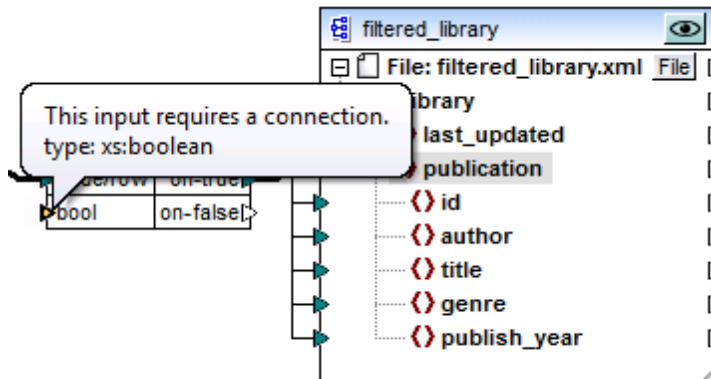 filtered_library
File: filtered_library.xml File
This input requires a connection.
type: xs:boolean
last_updated
publication
on-true
bool on-false
id
author
title
genre
publish_year